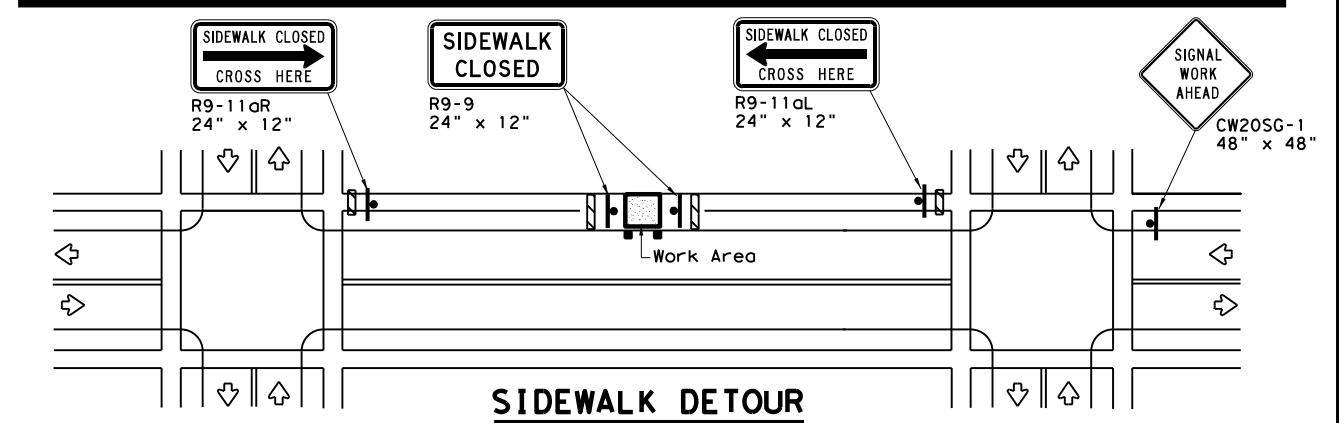 SIDEWALK CLOSED
CROSS HERE
R9-11aR
24" x 12"
SIDEWALK
CLOSED
R9-9
24" x 12"
SIDEWALK CLOSED
CROSS HERE
R9-11aL
24" x 12"
SIGNAL
WORK
AHEAD
CW20SG-1
48" x 48"
Work Area
SIDEWALK DETOUR